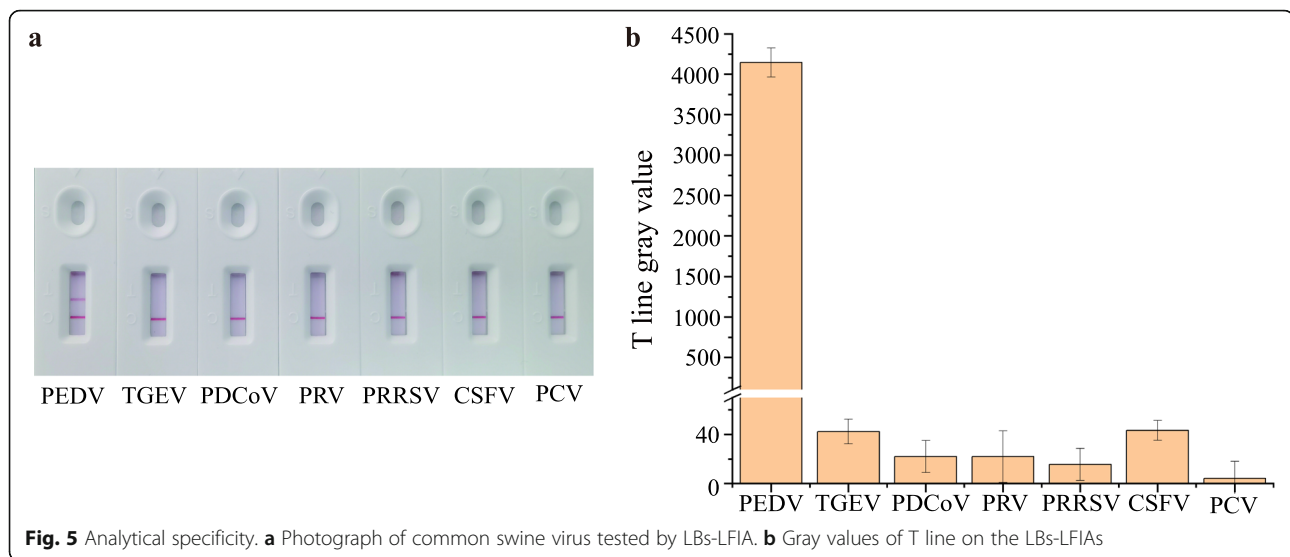 a
PEDV TGEV PDCoV PRV PRRSV CSFV PCV
b
T line gray value
4500
4000
3500
3000
2500
2000
1500
1000
500
40
0
PEDV TGEV PDCoV PRV PRRSV CSFV PCV
Fig. 5 Analytical specificity. a Photograph of common swine virus tested by LBs-LFIA. b Gray values of T line on the LBs-LFIAs